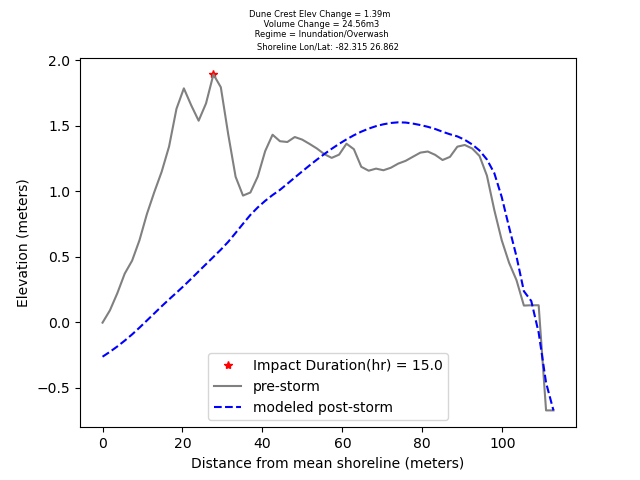 Dune Crest Elev Change = 1.39m
Volume Change = 24.56m3
Regime = Inundation/Overwash
Shoreline Lon/Lat: -82.315 26.862
2.0
1.5
1.0
0.5
0.0
−0.5
Elevation (meters)
Impact Duration(hr) = 15.0
pre-storm
modeled post-storm
0 20 40 60 80 100
Distance from mean shoreline (meters)